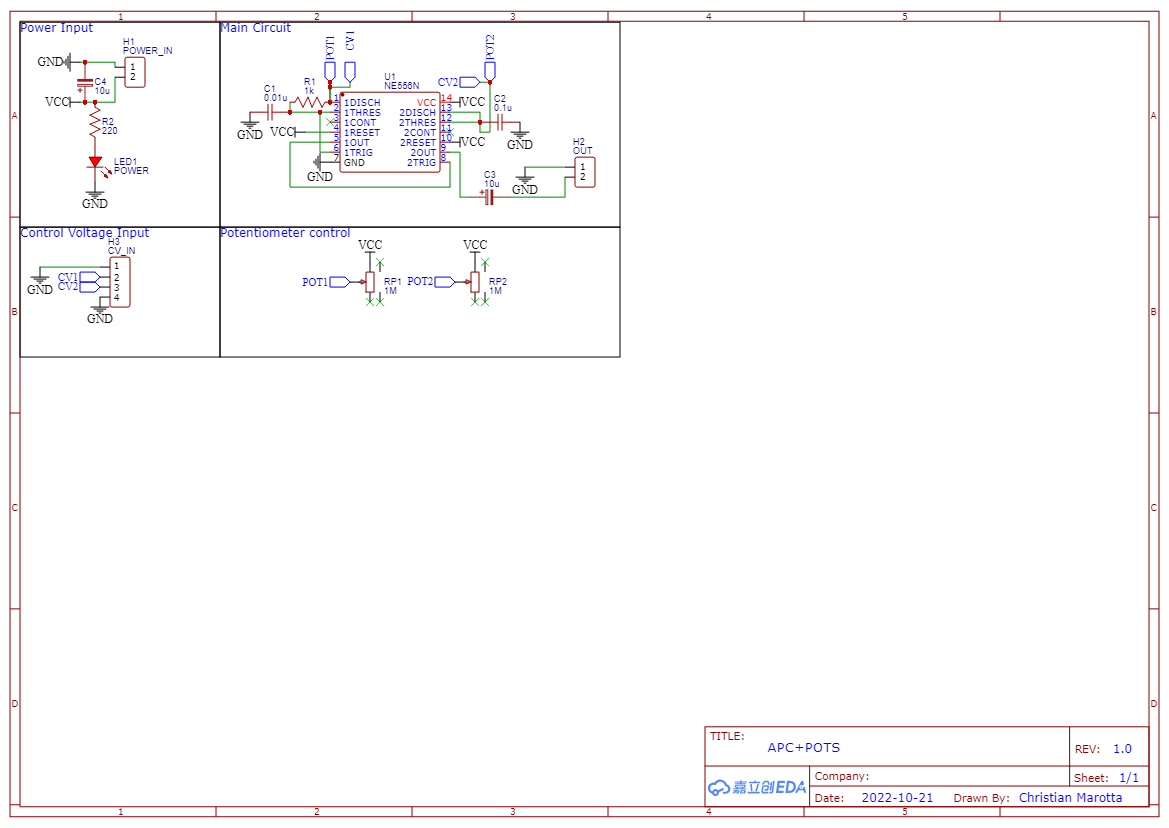 1
2
3
4
5
A
B
C
D
A
B
C
D
Power Input
H1
POWER_IN
GND
1
2
C4
10u
VCC
R2
220
LED1
POWER
GND
Main Circuit
POT1
CV1
POT2
CV2
U1
NE556N
R1
1k
C1
0.01u
GND
VCC
1
2
3
4
5
6
7
1DISCH
1THRES
1CONT
1RESET
1OUT
1TRIG
GND
GND
VCC
2DISCH
2THRES
2CONT
2RESET
2OUT
2TRIG
14
13
12
11
10
9
8
VCC
VCC
C2
0.1u
GND
H2
OUT
1
2
GND
C3
10u
Control Voltage Input
H3
CV_IN
GND
CV1
CV2
1
2
3
4
GND
Potentiometer control
VCC
POT1
RP1
1M
VCC
POT2
RP2
1M
TITLE:
APC+POTS
REV: 1.0
嘉立创EDA
Company:
Sheet: 1/1
Date: 2022-10-21 Drawn By: Christian Marotta
1
2
3
4
5